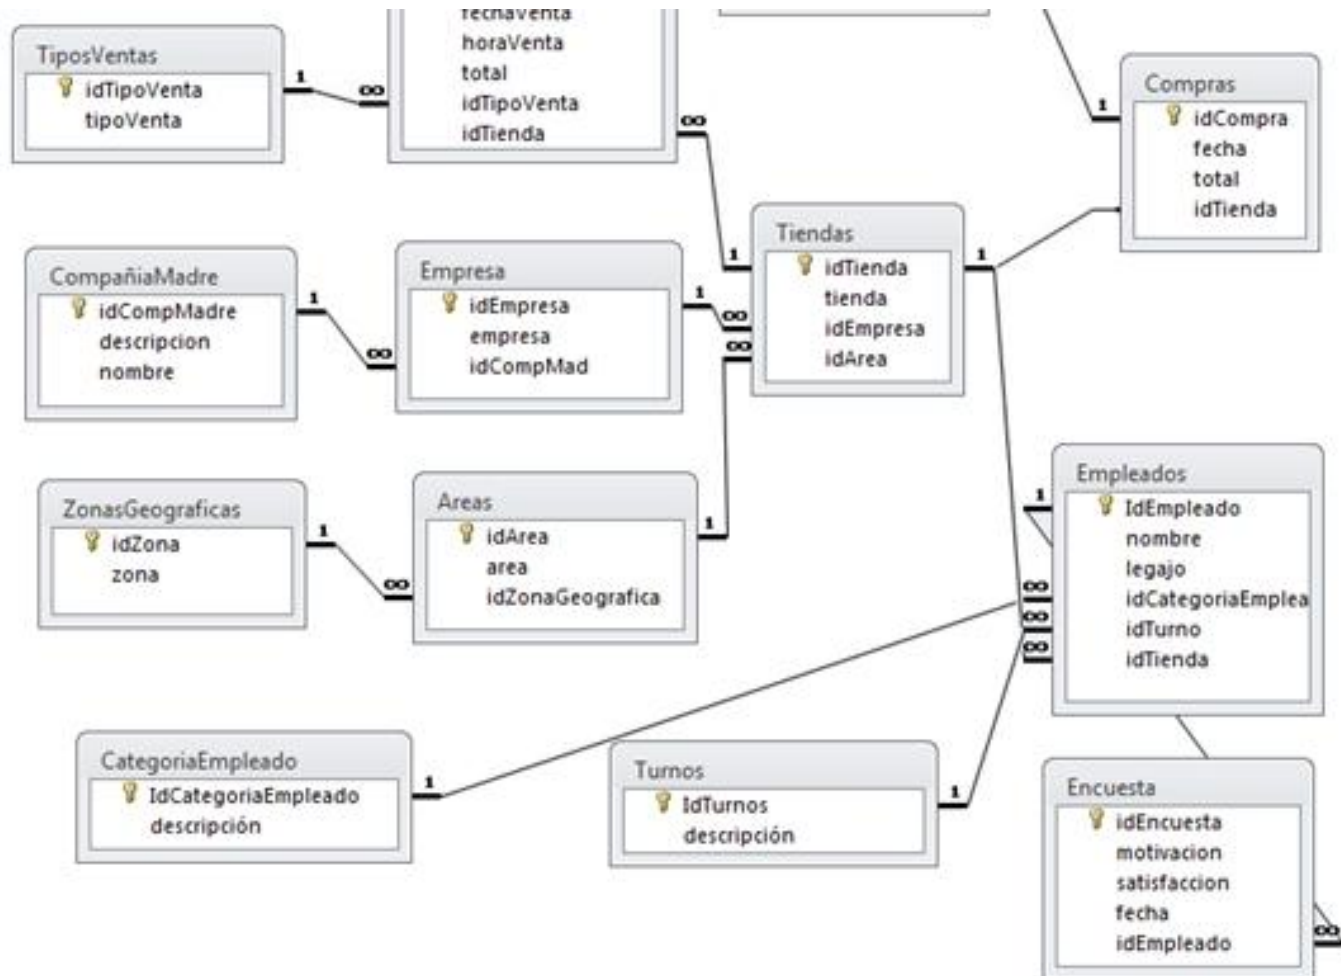 fechaVenta
horaVenta
total
idTipoVenta
idTienda
TiposVentas
idTipoVenta
tipoVenta
1
∞
∞
1
Compras
idCompra
fecha
total
idTienda
1
Tiendas
idTienda
tienda
idEmpresa
idArea
1
∞
∞
1
CompañiaMadre
idCompMadre
descripcion
nombre
1
∞
Empresa
idEmpresa
empresa
idCompMad
1
ZonasGeograficas
idZona
zona
1
∞
Areas
idArea
area
idZonaGeografica
1
Empleados
IdEmpleado
nombre
legajo
idCategoriaEmplea
idTurno
idTienda
1
∞
∞
∞
CategoriaEmpleado
IdCategoriaEmpleado
descripción
1
Turnos
IdTurnos
descripción
1
Encuesta
idEncuesta
motivacion
satisfaccion
fecha
idEmpleado
∞